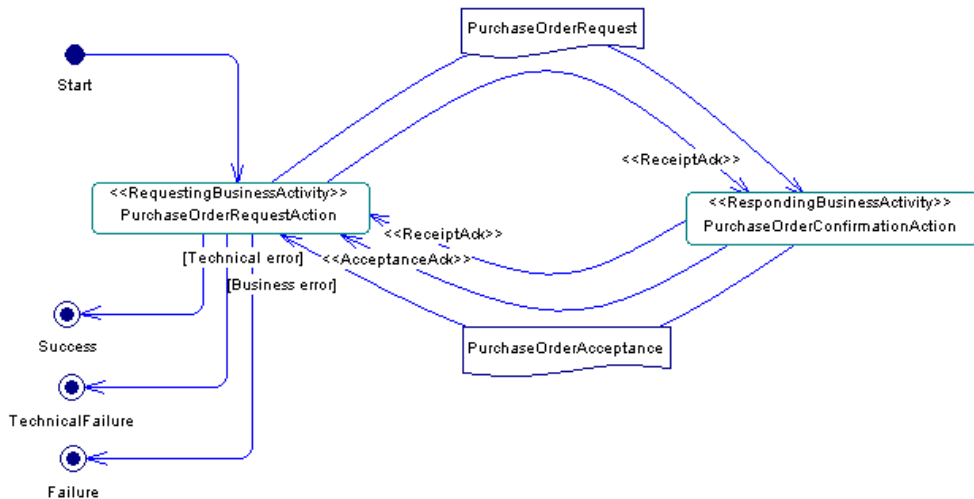 PurchaseOrderRequest
Start
<<ReceiptAck>>
<<RequestingBusinessActivity>>
PurchaseOrderRequestAction
<<RespondingBusinessActivity>>
PurchaseOrderConfirmationAction
<<ReceiptAck>>
[Technical error]
<<AcceptanceAck>>
[Business error]
Success
PurchaseOrderAcceptance
TechnicalFailure
Failure